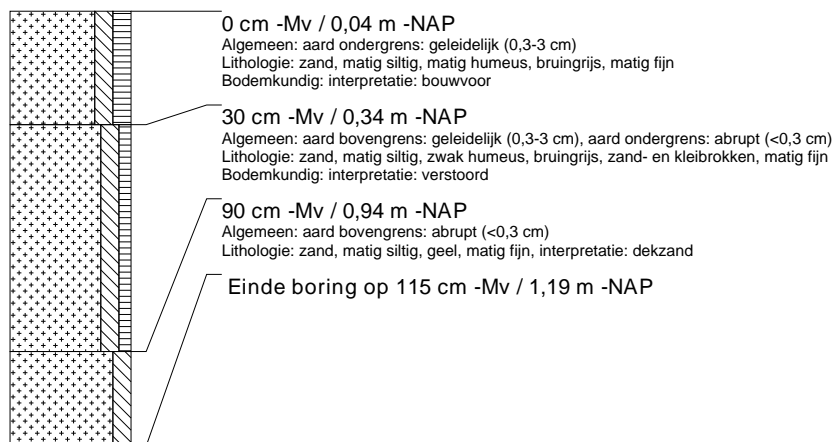 0 cm -Mv / 0,04 m -NAP
Algemeen: aard ondergrens: geleidelijk (0,3-3 cm)
Lithologie: zand, matig siltig, matig humeus, bruingrijs, matig fijn
Bodemkundig: interpretatie: bouwvoor
30 cm -Mv / 0,34 m -NAP
Algemeen: aard bovengrens: geleidelijk (0,3-3 cm), aard ondergrens: abrupt (<0,3 cm)
Lithologie: zand, matig siltig, zwak humeus, bruingrijs, zand- en kleibrokken, matig fijn
Bodemkundig: interpretatie: verstoord
90 cm -Mv / 0,94 m -NAP
Algemeen: aard bovengrens: abrupt (<0,3 cm)
Lithologie: zand, matig siltig, geel, matig fijn, interpretatie: dekzand
Einde boring op 115 cm -Mv / 1,19 m -NAP